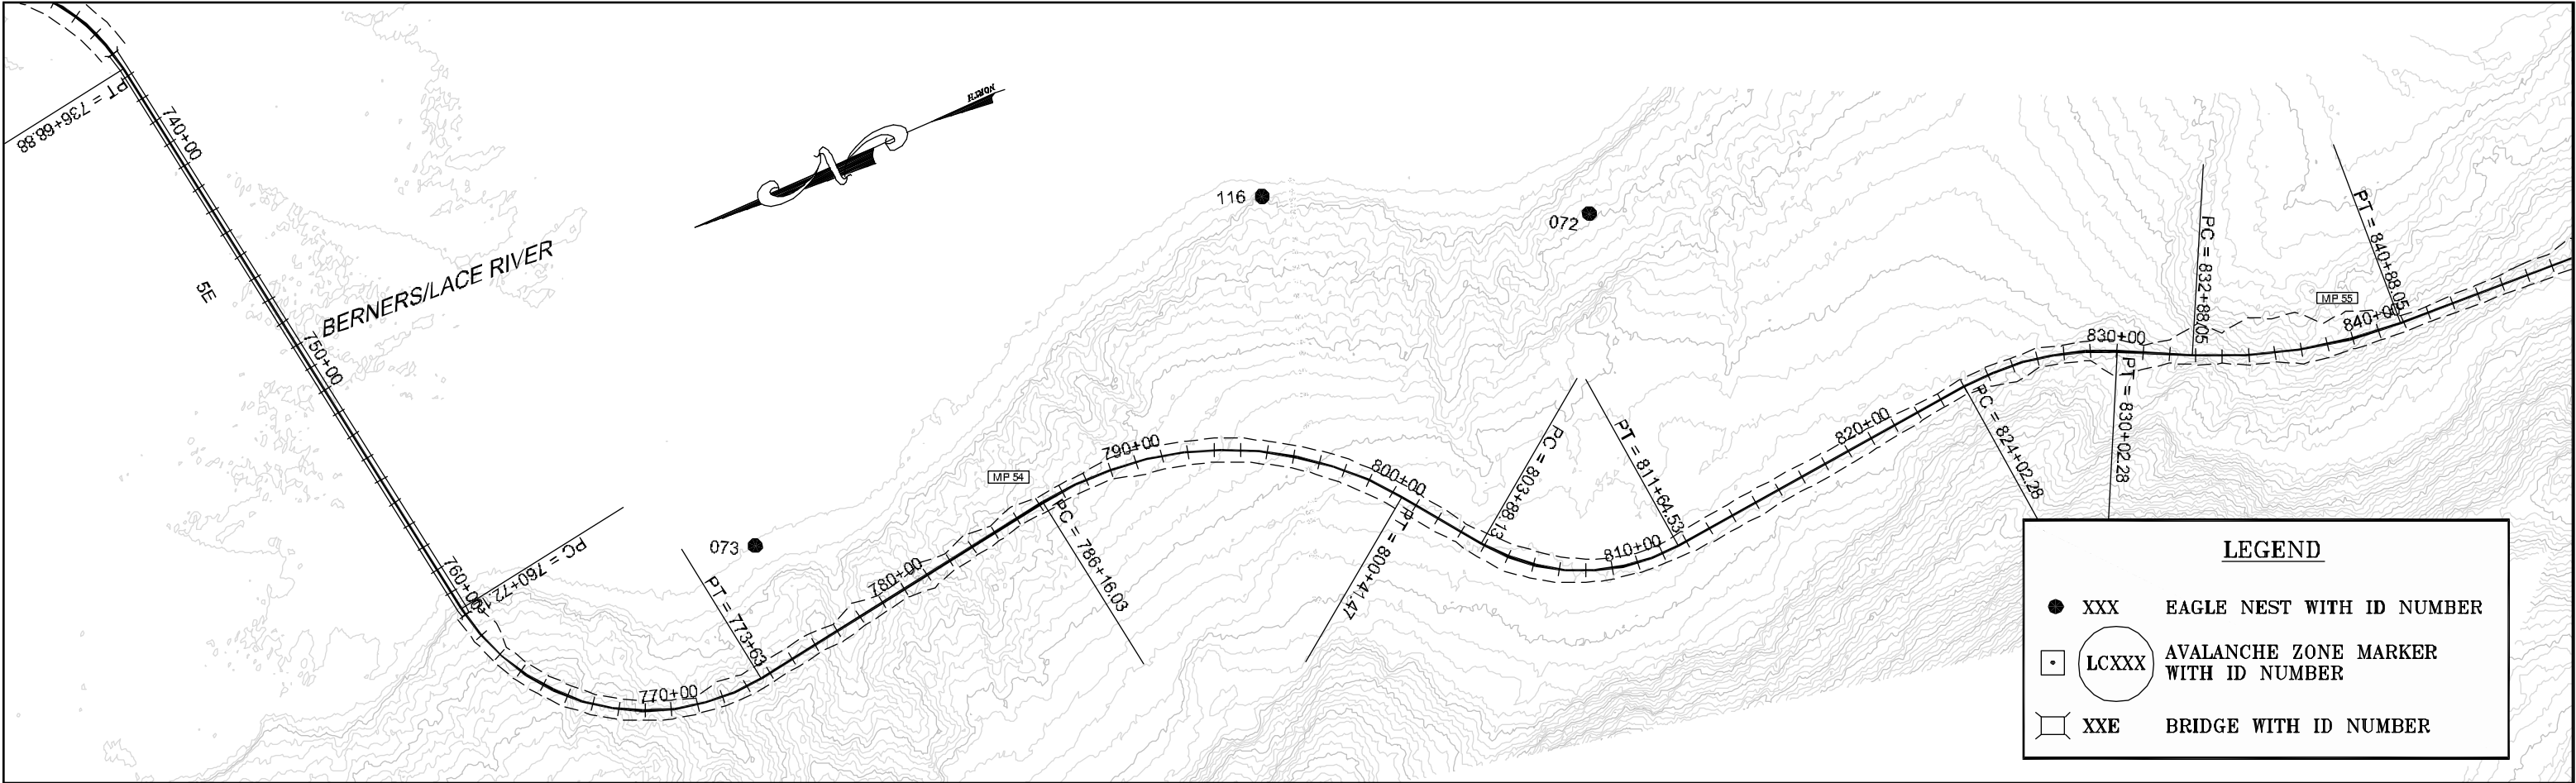 PT = 736+68.88
740+00
5E
BERNERS/LACE RIVER
750+00
760+00
PC = 760+72.13
770+00
PT = 773+63
073
780+00
MP 54
PC = 786+16.03
790+00
116
800+00
PT = 800+41.47
072
PC = 803+88.13
810+00
PT = 811+64.53
820+00
PC = 824+02.28
830+00
PT = 830+02.28
PC = 832+88.05
MP 55
840+00
PT = 840+88.05
N
LEGEND
XXX EAGLE NEST WITH ID NUMBER
LCXXX AVALANCHE ZONE MARKER
WITH ID NUMBER
XXE BRIDGE WITH ID NUMBER